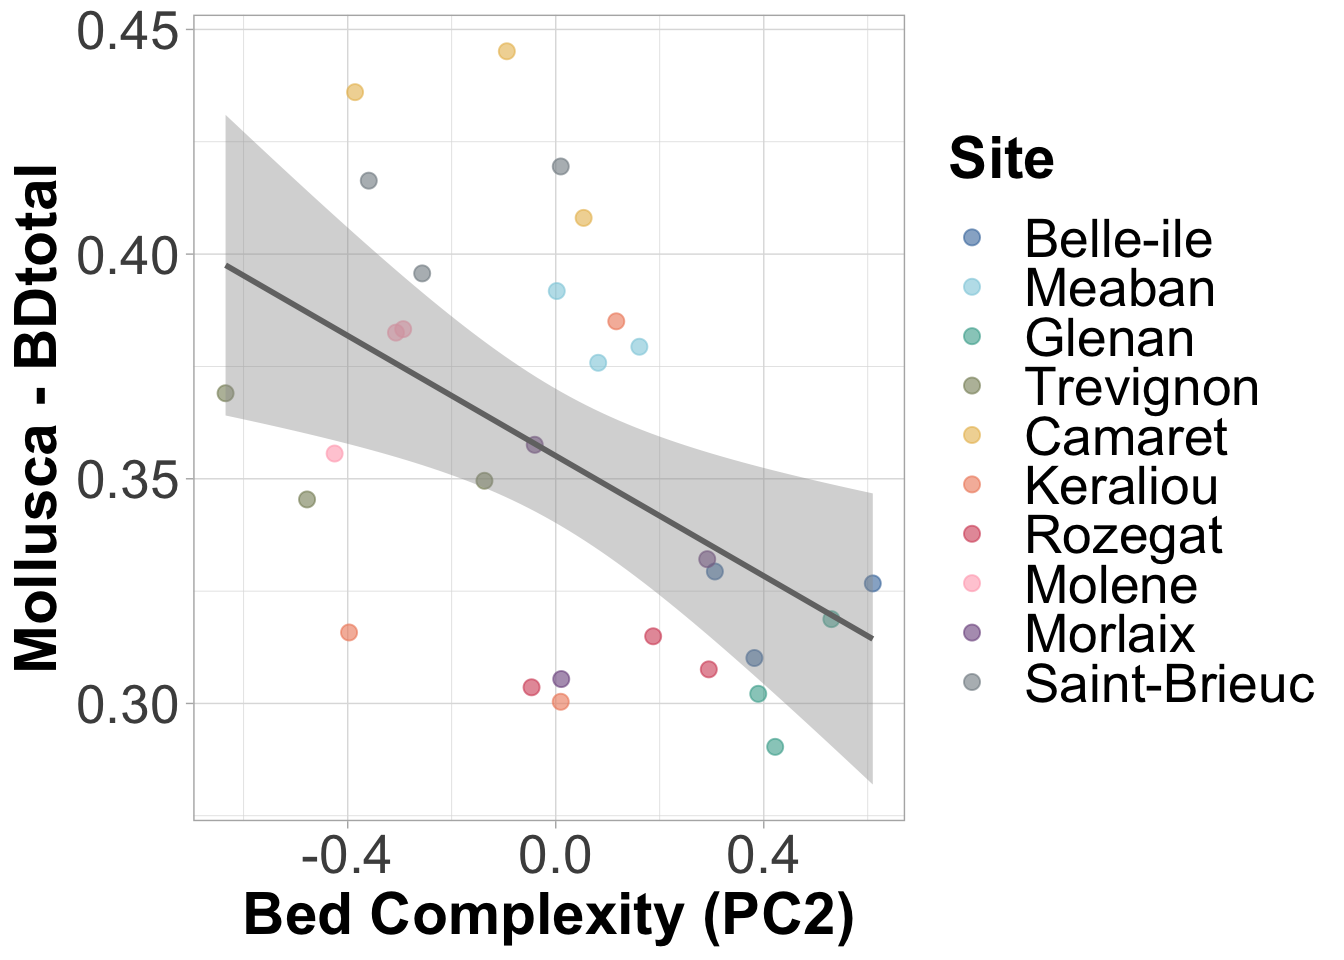 Mollusca - BDtotal
0.45
0.40
0.35
0.30
-0.4
0.0
0.4
Bed Complexity (PC2)
Site
Belle-ile
Meaban
Glenan
Trevignon
Camaret
Keraliou
Rozegat
Molene
Morlaix
Saint-Brieuc